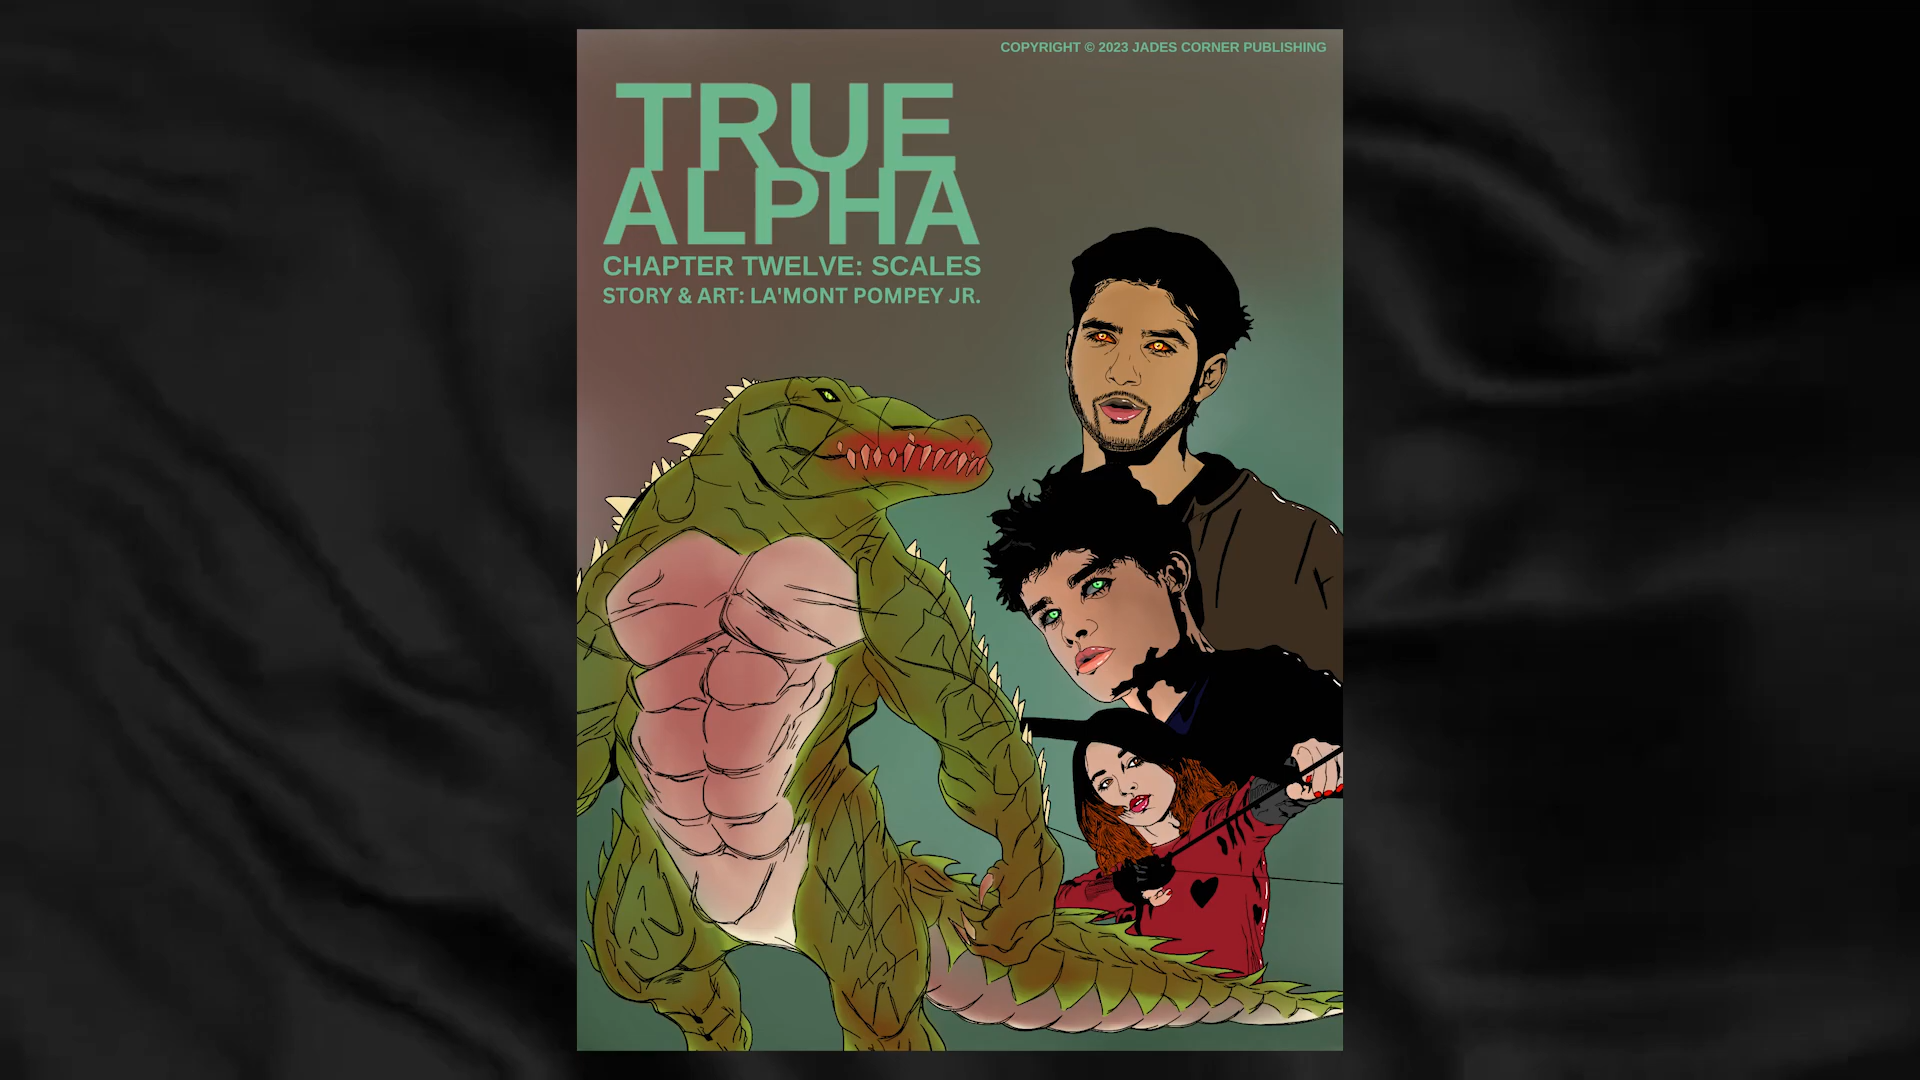 COPYRIGHT © 2023 JADES CORNER PUBLISHING
TRUE
ALPHA
CHAPTER TWELVE: SCALES
STORY & ART: LA'MONT POMPEY JR.